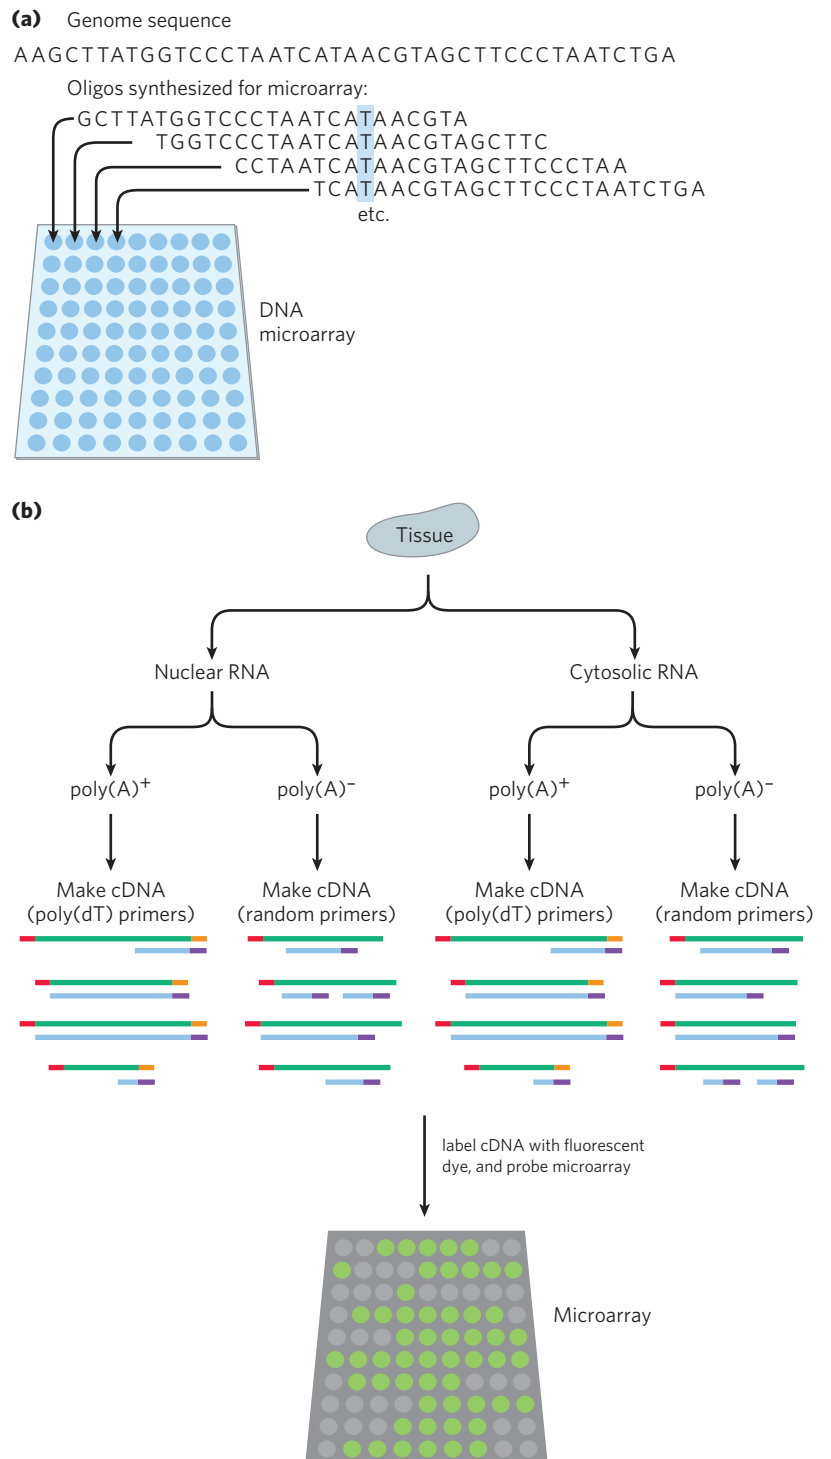 (a) Genome sequence
AAGCTTATGGTCCCTAATCATAACGTAGCTTCCCTAATCTGA
Oligos synthesized for microarray:
GCTTATGGTCCCTAATCATAACGTA
TGGTCCCTAATCATAACGTAGCTTC
CCTAATCATAACGTAGCTTCCCTAA
TCATAACGTAGCTTCCCTAATCTGA
etc.
DNA
microarray
(b)
Tissue
Nuclear RNA Cytosolic RNA
poly(A)⁺ poly(A)⁻ poly(A)⁺ poly(A)⁻
Make cDNA Make cDNA Make cDNA Make cDNA
(poly(dT) primers) (random primers) (poly(dT) primers) (random primers)
label cDNA with fluorescent
dye, and probe microarray
Microarray